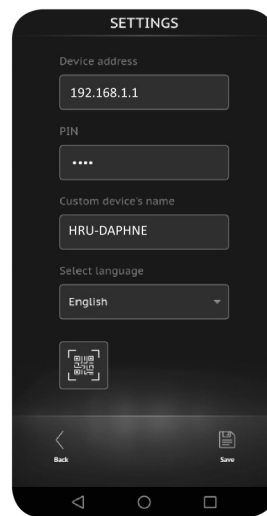 SETTINGS
Device address
192.168.1.1
PIN
••••
Custom device's name
HRU-DAPHNE
Select language
English
Back
Save